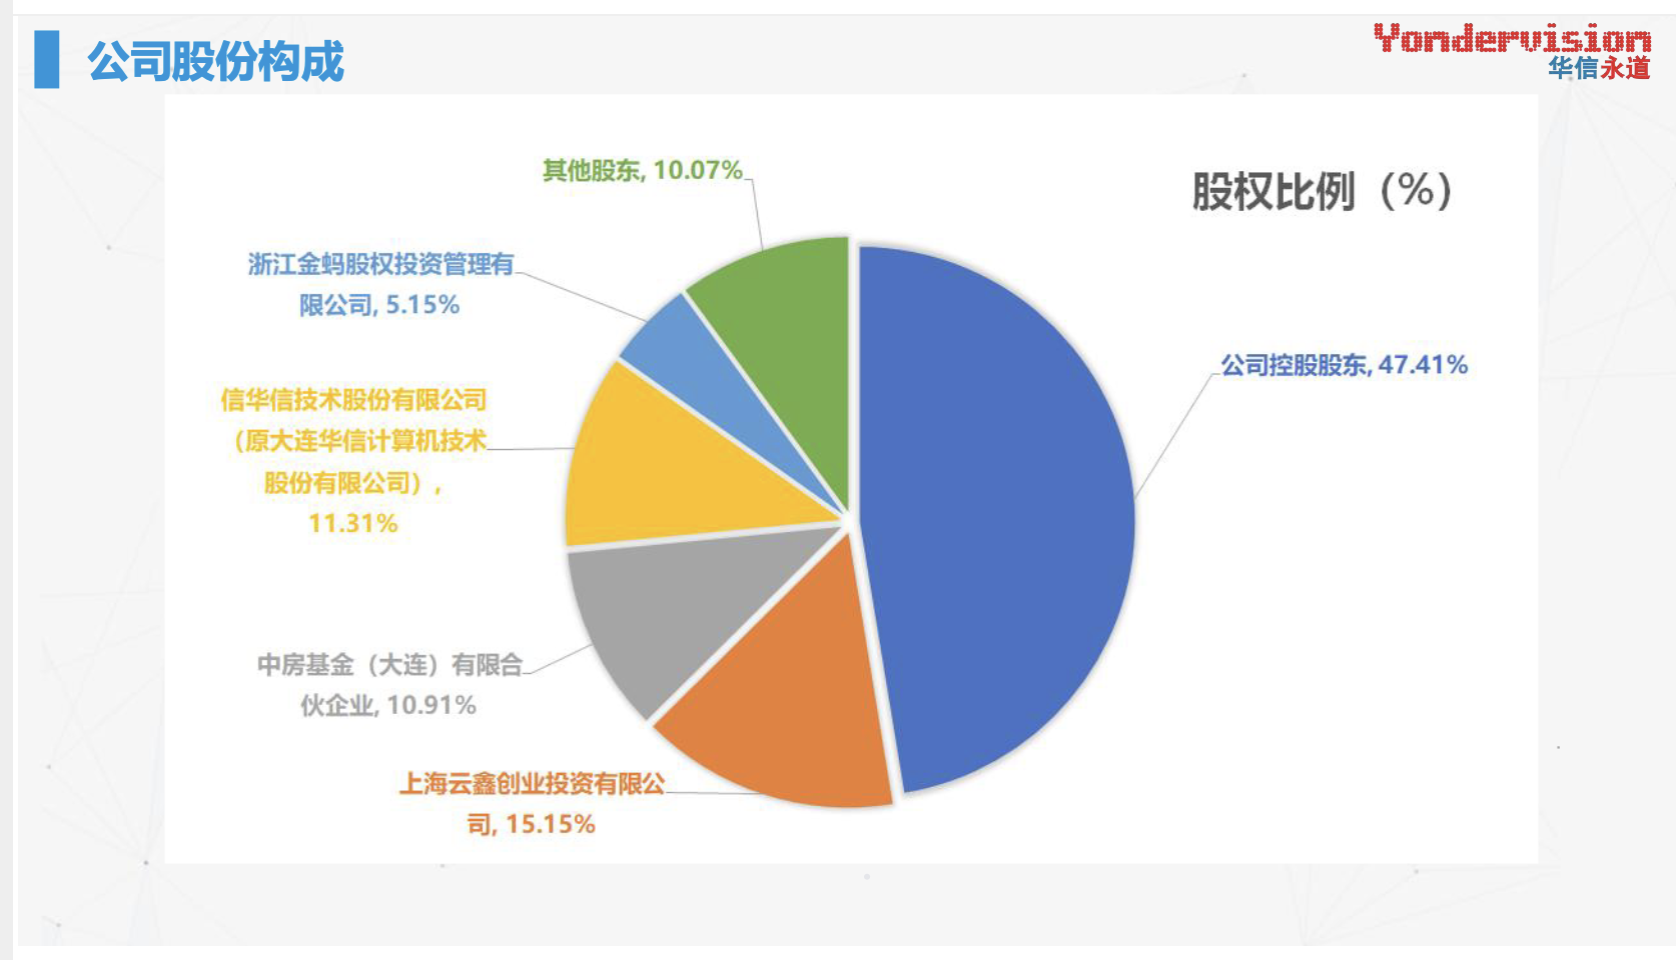 公司股份构成
Yondervision
华信永道
股权比例（%）
其他股东, 10.07%
浙江金蚂股权投资管理有
限公司, 5.15%
公司控股股东, 47.41%
信华信技术股份有限公司
（原大连华信计算机技术
股份有限公司）,
11.31%
中房基金（大连）有限合
伙企业, 10.91%
上海云鑫创业投资有限公
司, 15.15%